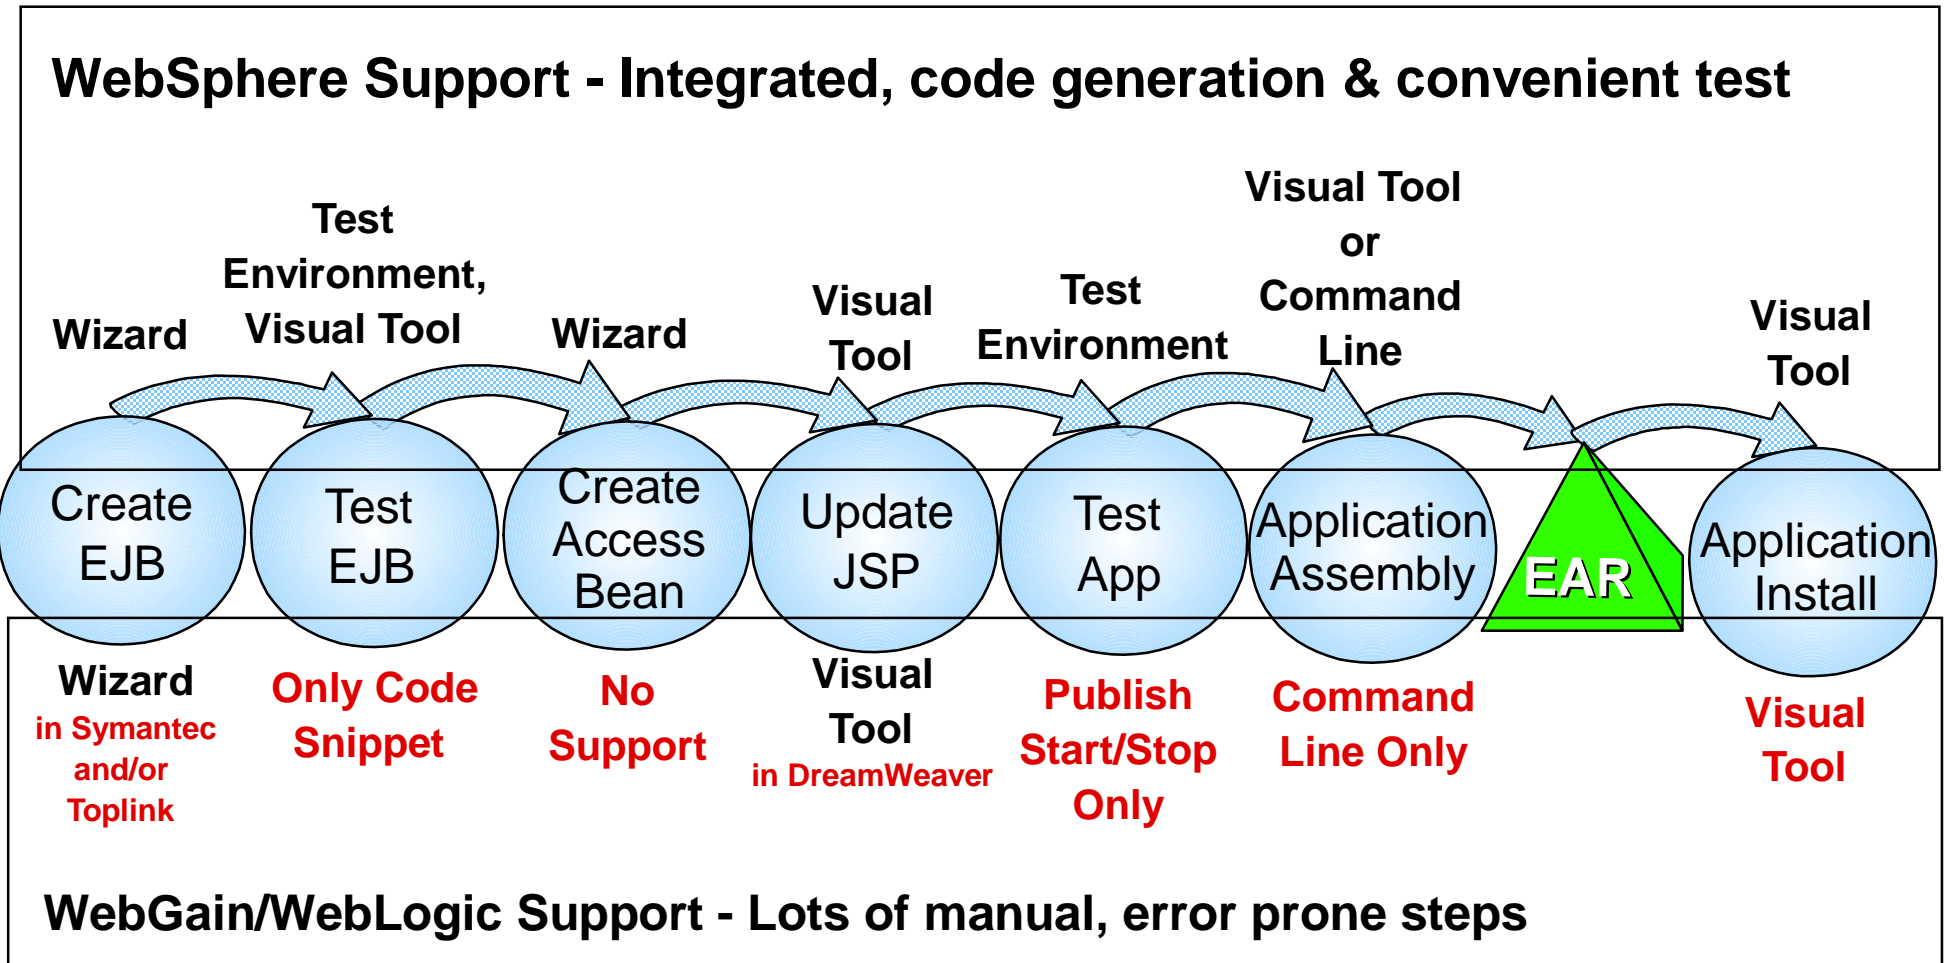 WebSphere Support - Integrated, code generation & convenient test
Wizard
Test
Environment,
Visual Tool
Wizard
Visual
Tool
Test
Environment
Visual Tool
or
Command
Line
Visual
Tool
Create
EJB
Test
EJB
Create
Access
Bean
Update
JSP
Test
App
Application
Assembly
EAR
Application
Install
Wizard
in Symantec
and/or
Toplink
Only Code
Snippet
No
Support
Visual
Tool
in DreamWeaver
Publish
Start/Stop
Only
Command
Line Only
Visual
Tool
WebGain/WebLogic Support - Lots of manual, error prone steps